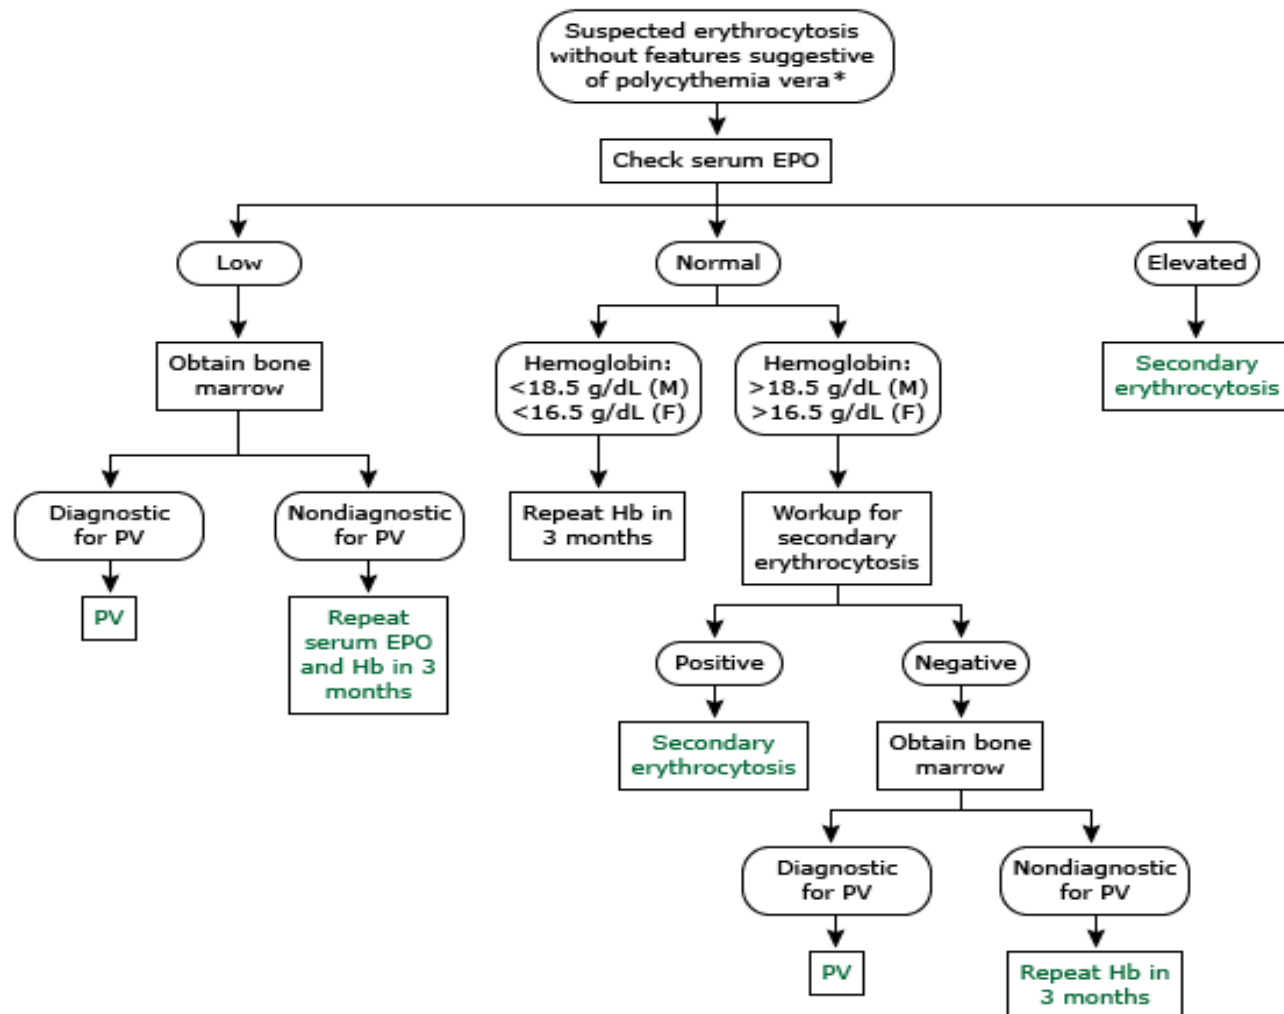 Suspected erythrocytosis
without features suggestive
of polycythemia vera*
Check serum EPO
Low
Normal
Elevated
Obtain bone
marrow
Hemoglobin:
<18.5 g/dL (M)
<16.5 g/dL (F)
Hemoglobin:
>18.5 g/dL (M)
>16.5 g/dL (F)
Secondary
erythrocytosis
Diagnostic
for PV
Nondiagnostic
for PV
Repeat Hb in
3 months
Workup for
secondary
erythrocytosis
PV
Repeat
serum EPO
and Hb in 3
months
Positive
Negative
Secondary
erythrocytosis
Obtain bone
marrow
Diagnostic
for PV
Nondiagnostic
for PV
PV
Repeat Hb in
3 months